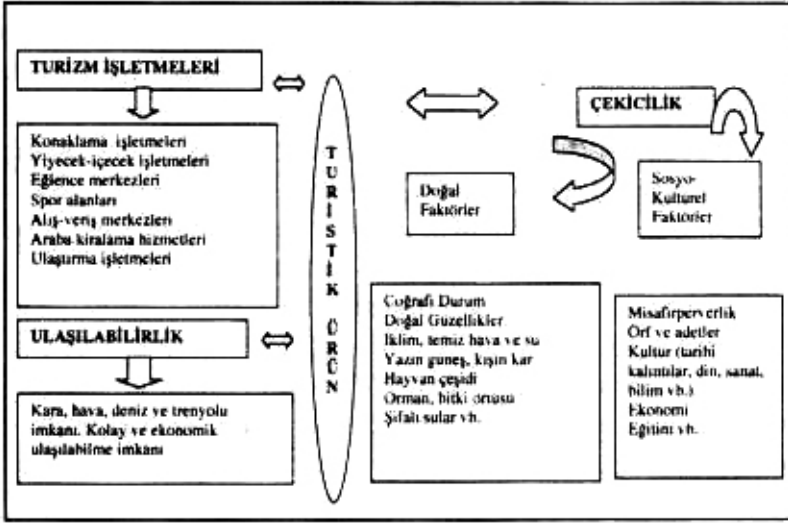 TURİZM İŞLETMELERİ
Konaklama işletmeleri
Yiyecek-içecek işletmeleri
Eğlence merkezleri
Spor alanları
Alış-veriş merkezleri
Araba-kiralama hizmetleri
Ulaştırma işletmeleri
ULAŞILABİLİRLİK
Kara, hava, deniz ve trenyolu
imkanı. Kolay ve ekonomik
ulaşılabilme imkanı
TURİSTİK ÜRÜN
ÇEKİCİLİK
Doğal
Faktörler
Sosyo-
Kulturel
Faktörler
Coğrafi Durum
Doğal Güzellikler
İklim, temiz hava ve su
Yazın güneş, kışın kar
Hayvan çeşidi
Orman, bitki örtüsü
Şifalı sular vb.
Misafirperverlik
Örf ve adetler
Kultur (tarihi
kalıntılar, din, sanat,
bilim vb.)
Ekonomi
Eğitim vb.